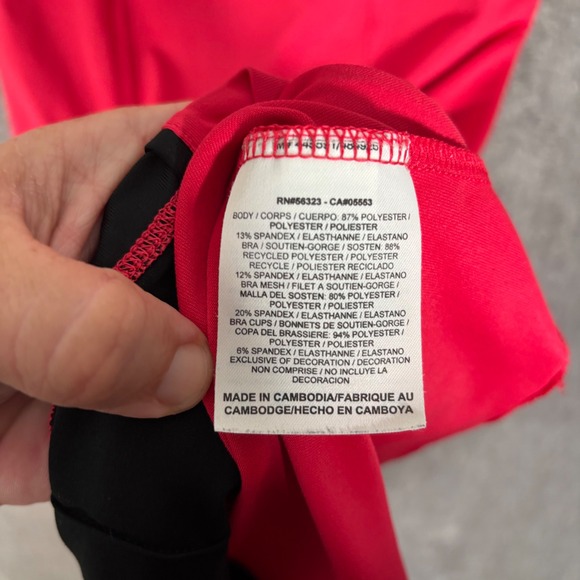 RN#56323 - CA#05553
BODY / CORPS / CUERPO: 87% POLYESTER /
POLYESTER / POLIESTER
13% SPANDEX / ELASTHANNE / ELASTANO
BRA / SOUTIEN-GORGE / SOSTEN: 88%
RECYCLED POLYESTER / POLYESTER
RECYCLE / POLIESTER RECICLADO
12% SPANDEX / ELASTHANNE / ELASTANO
BRA MESH / FILET A SOUTIEN-GORGE /
MALLA DEL SOSTEN: 80% POLYESTER /
POLYESTER / POLIESTER
20% SPANDEX / ELASTHANNE / ELASTANO
BRA CUPS / BONNETS DE SOUTIEN-GORGE /
COPA DEL BRASSIERE: 94% POLYESTER /
POLYESTER / POLIESTER
6% SPANDEX / ELASTHANNE / ELASTANO
EXCLUSIVE OF DECORATION / DECORATION
NON COMPRISE / NO INCLUYE LA
DECORACION
MADE IN CAMBODIA/FABRIQUE AU
CAMBODGE/HECHO EN CAMBOYA